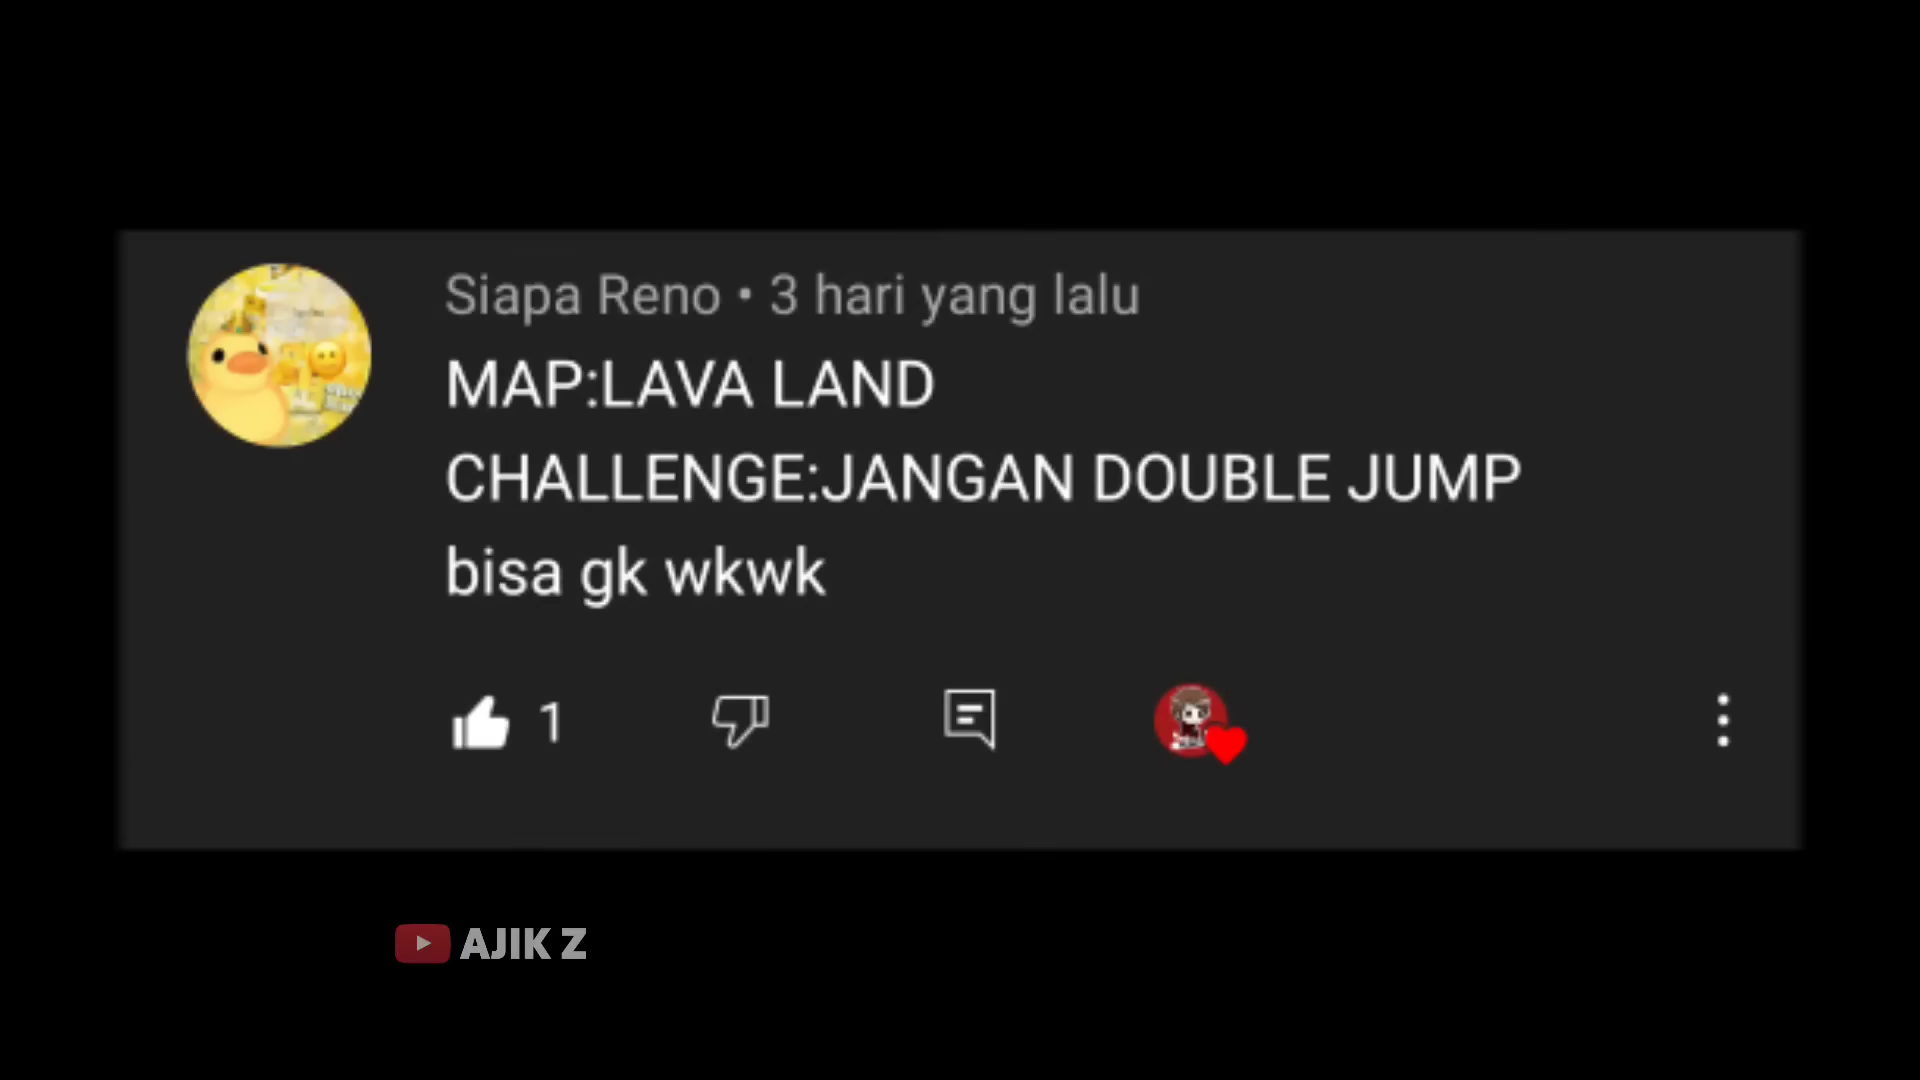 Siapa Reno • 3 hari yang lalu
MAP:LAVA LAND
CHALLENGE:JANGAN DOUBLE JUMP
bisa gk wkwk
1
AJIK Z